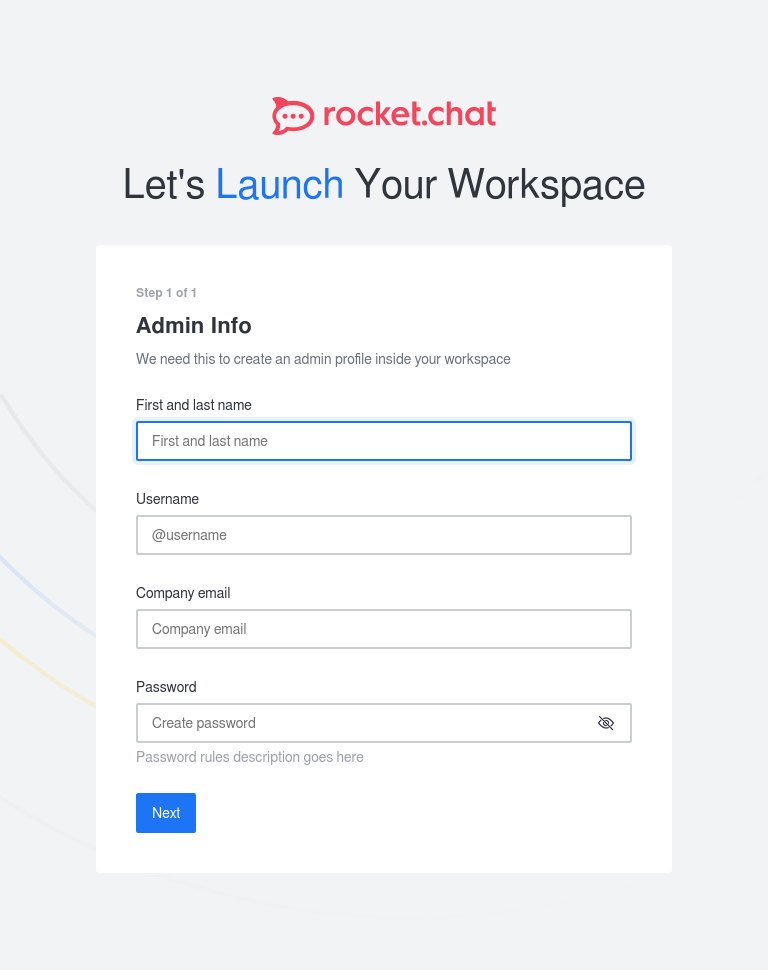 rocket.chat
Let's Launch Your Workspace
Step 1 of 1
Admin Info
We need this to create an admin profile inside your workspace
First and last name
First and last name
Username
@username
Company email
Company email
Password
Create password
Password rules description goes here
Next